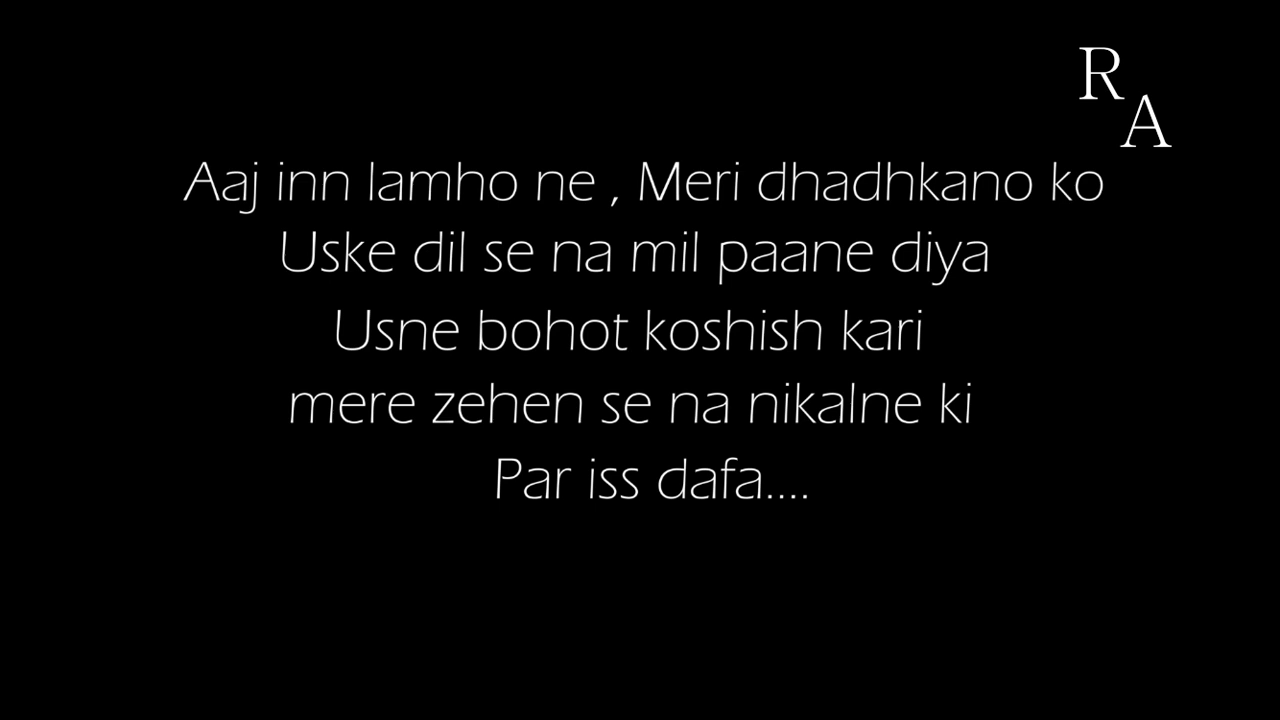 R
A
Aaj inn lamho ne , Meri dhadhkano ko
Uske dil se na mil paane diya
Usne bohot koshish kari
mere zehen se na nikalne ki
Par iss dafa....